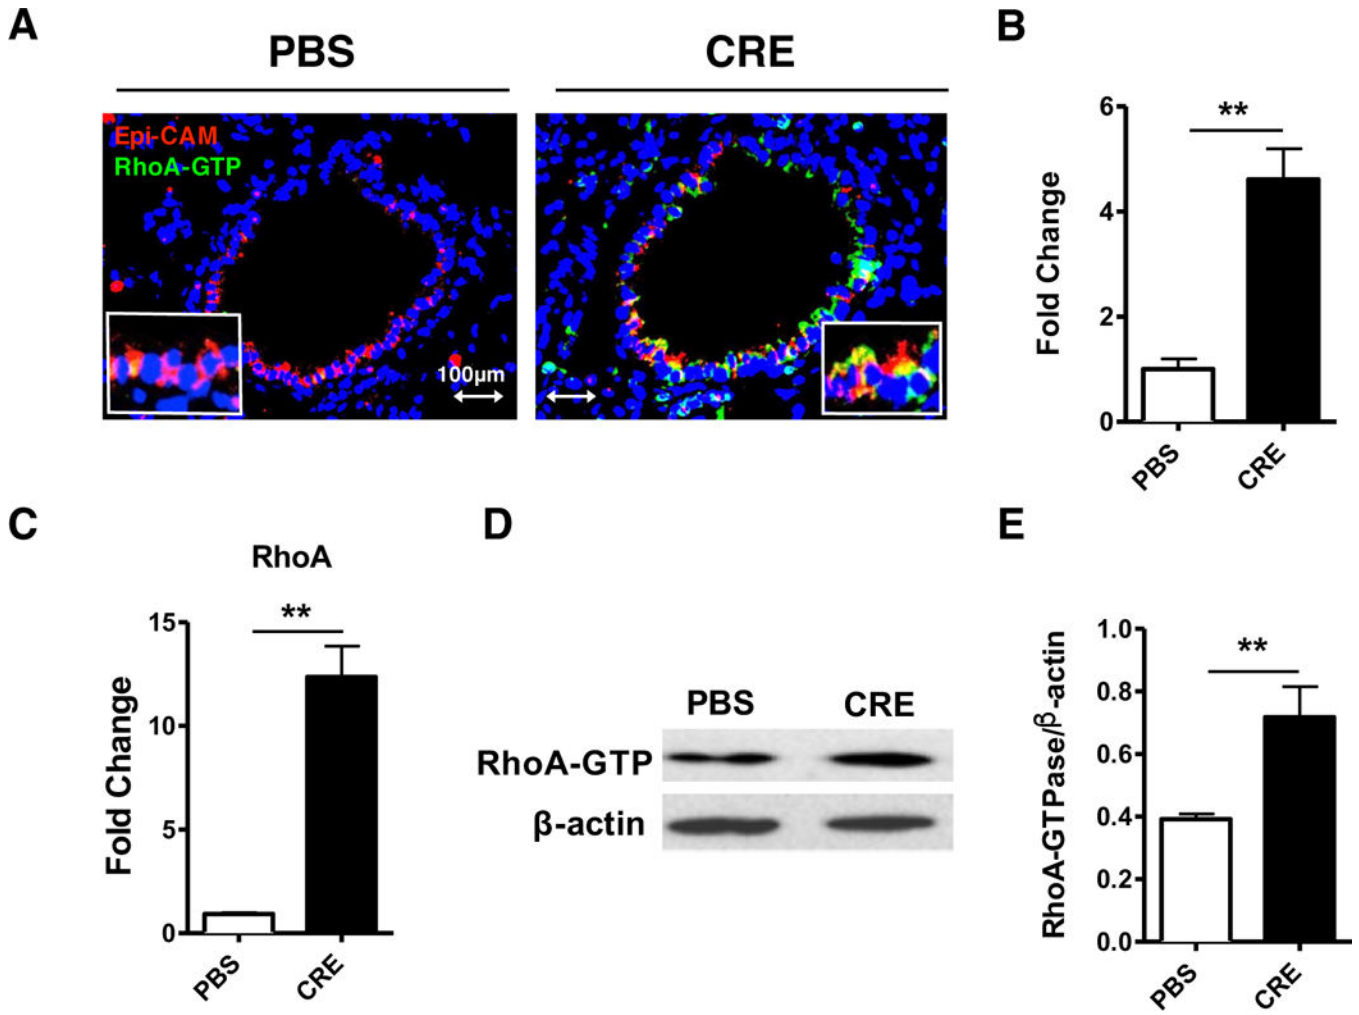 A
PBS
CRE
Epi-CAM
RhoA-GTP
100µm
B
**
Fold Change
6
4
2
0
PBS
CRE
C
RhoA
**
Fold Change
15
10
5
0
PBS
CRE
D
PBS
CRE
RhoA-GTP
β-actin
E
**
RhoA-GTPase/β-actin
1.0
0.8
0.6
0.4
0.2
0.0
PBS
CRE